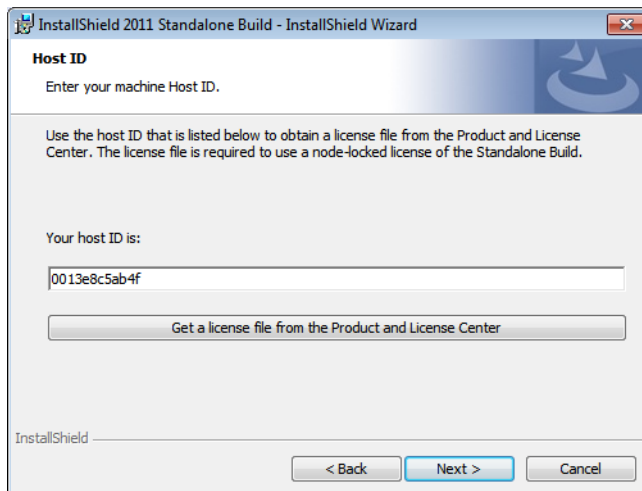 InstallShield 2011 Standalone Build - InstallShield Wizard
Host ID
Enter your machine Host ID.
Use the host ID that is listed below to obtain a license file from the Product and License
Center. The license file is required to use a node-locked license of the Standalone Build.
Your host ID is:
0013e8c5ab4f
Get a license file from the Product and License Center
InstallShield
< Back
Next >
Cancel